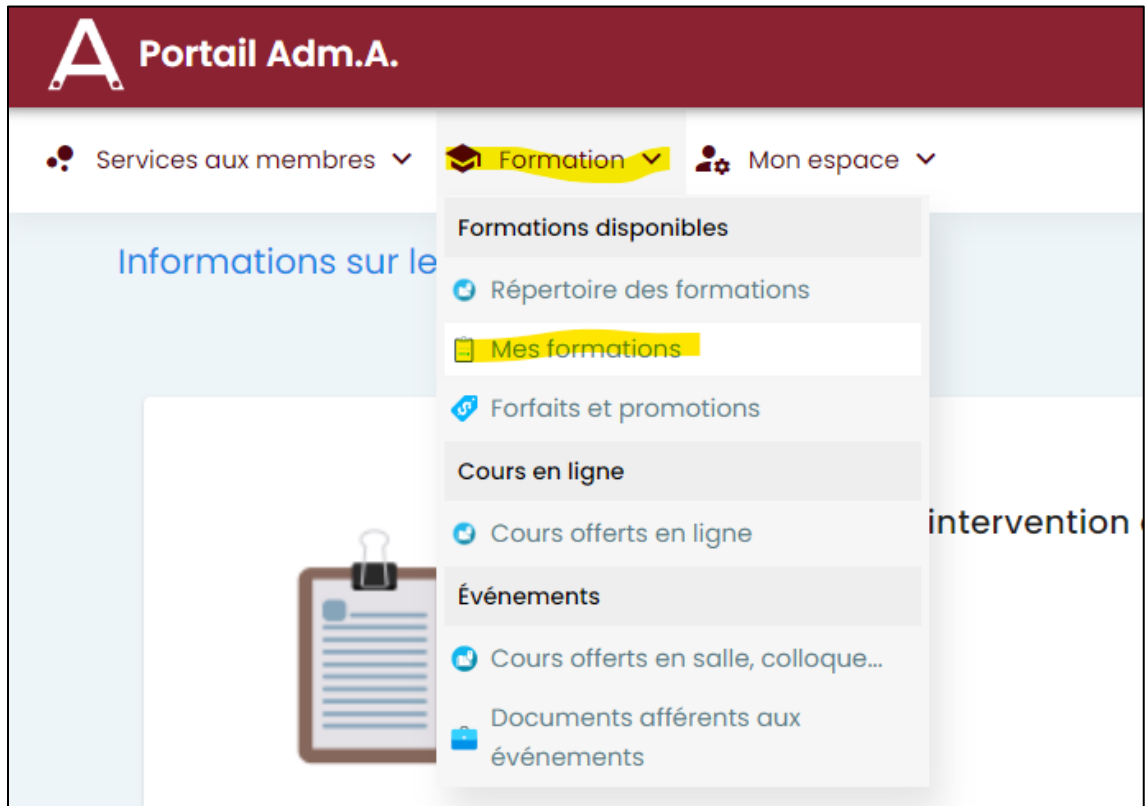 Portail Adm.A.
Services aux membres
Formation
Mon espace
Informations sur le
Formations disponibles
Répertoire des formations
Mes formations
Forfaits et promotions
Cours en ligne
Cours offerts en ligne
intervention
Événements
Cours offerts en salle, colloque...
Documents afférents aux
événements